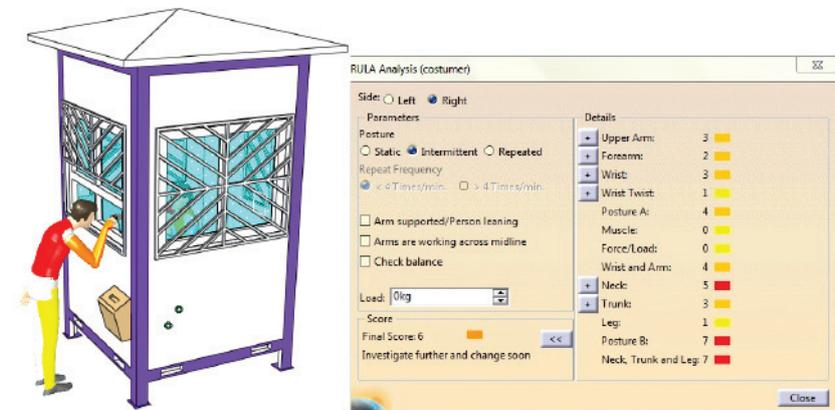 RULA Analysis (costumer)
Side: Left Right
Parameters
Posture
Static Intermittent Repeated
Repeat Frequency
< 4 Times/min. > 4 Times/min.
Arm supported/Person leaning
Arms are working across midline
Check balance
Load: 0kg
Score
Final Score: 6
<<
Investigate further and change soon
Details
+ Upper Arm: 3
+ Forearm: 2
+ Wrist: 3
+ Wrist Twist: 1
Posture A: 4
Muscle: 0
Force/Load: 0
Wrist and Arm: 4
+ Neck: 5
+ Trunk: 3
Leg: 1
Posture B: 7
Neck, Trunk and Leg: 7
Close